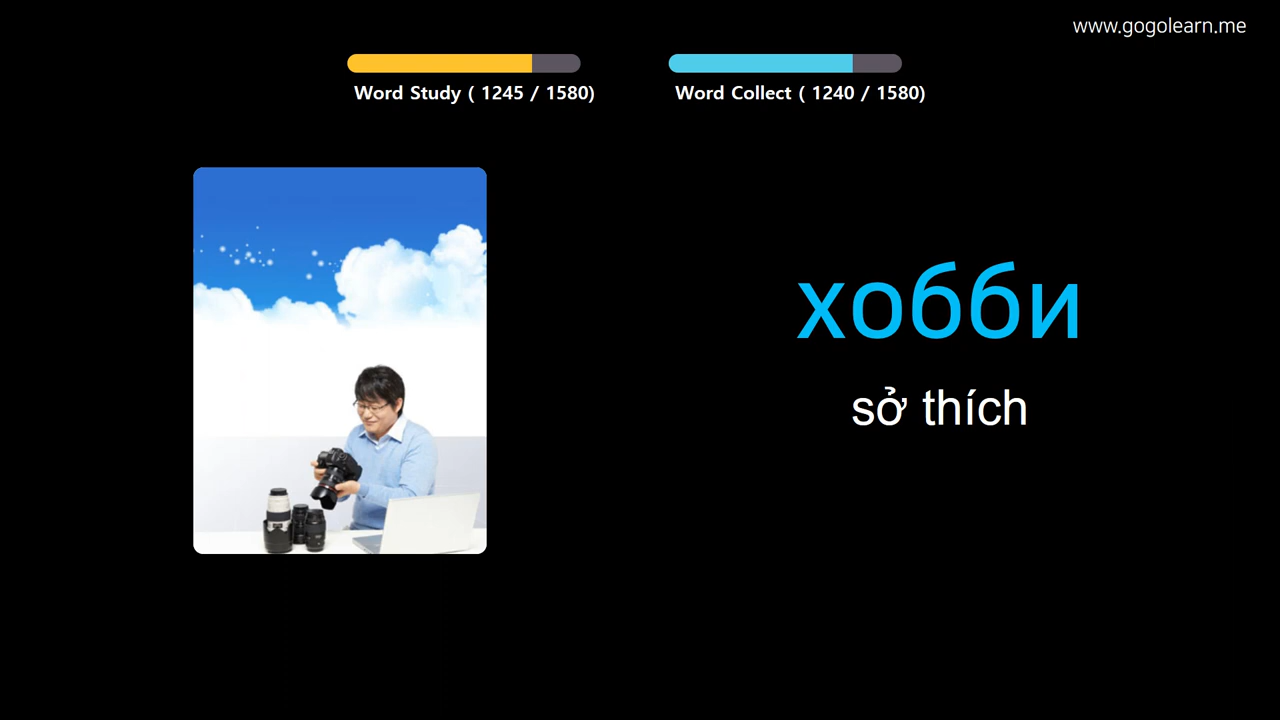 www.gogolearn.me
Word Study ( 1245 / 1580)
Word Collect ( 1240 / 1580)
хобби
sở thích